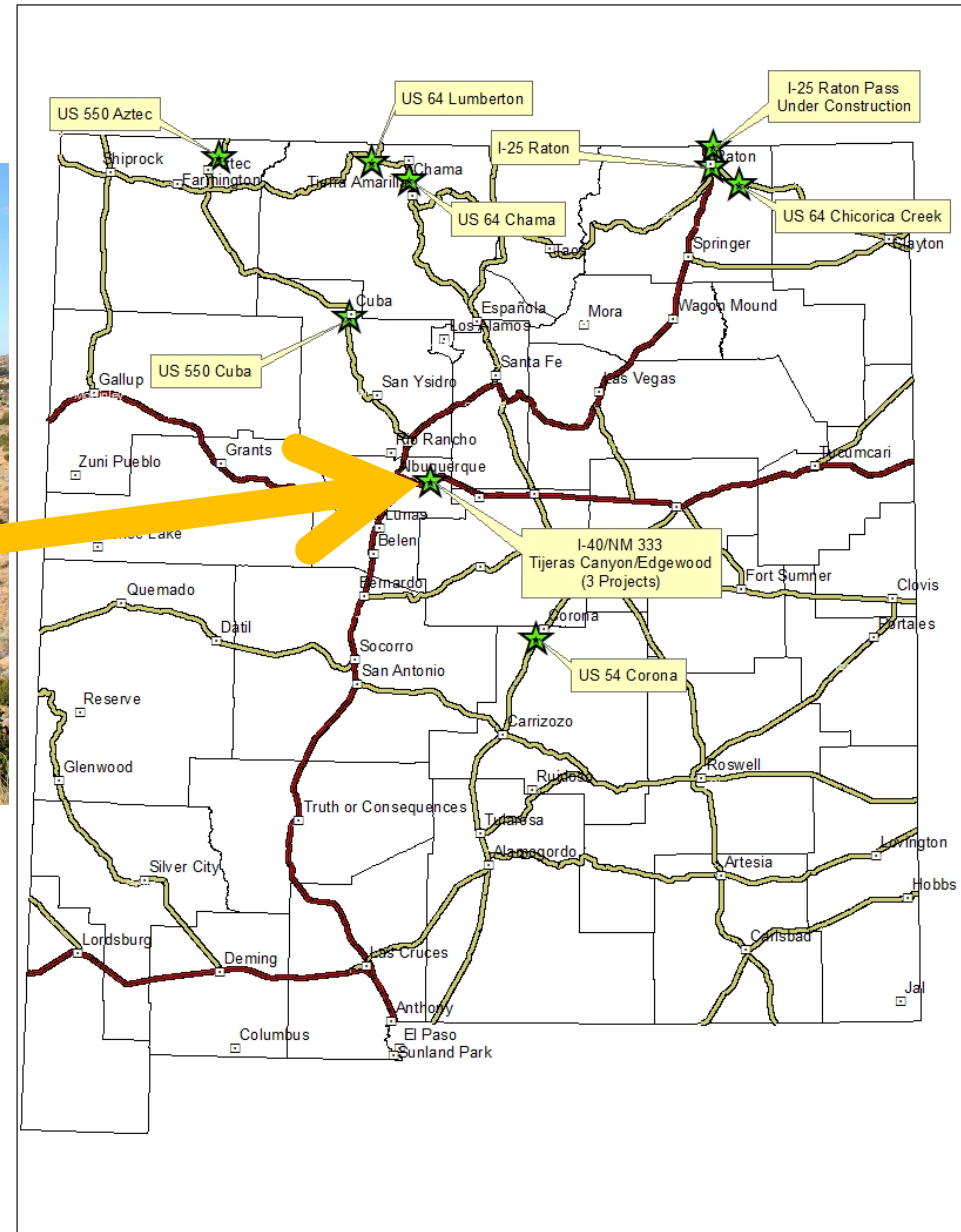 I-25 Raton Pass
Under Construction
US 64 Lumberton
US 550 Aztec
I-25 Raton
Shiprock
Farmington
Tierra Amarilla
Chama
Raton
US 64 Chama
US 64 Chicorica Creek
Clayton
Taos
Springer
Cuba
Española
Mora
Wagon Mound
Los Alamos
US 550 Cuba
Santa Fe
Gallup
San Ysidro
Las Vegas
Rio Rancho
Zuni Pueblo
Grants
Albuquerque
Tucumcari
Lunas
Lake
Belen
I-40/NM 333
Tijeras Canyon/Edgewood
(3 Projects)
Bernardo
Fort Sumner
Clovis
Quemado
Corona
Portales
Datil
Socorro
San Antonio
US 54 Corona
Reserve
Carrizozo
Glenwood
Ruidoso
Roswell
Truth or Consequences
Tularosa
Alamogordo
Lovington
Silver City
Artesia
Hobbs
Lordsburg
Deming
Las Cruces
Carlsbad
Jal
Anthony
Columbus
El Paso
Sunland Park